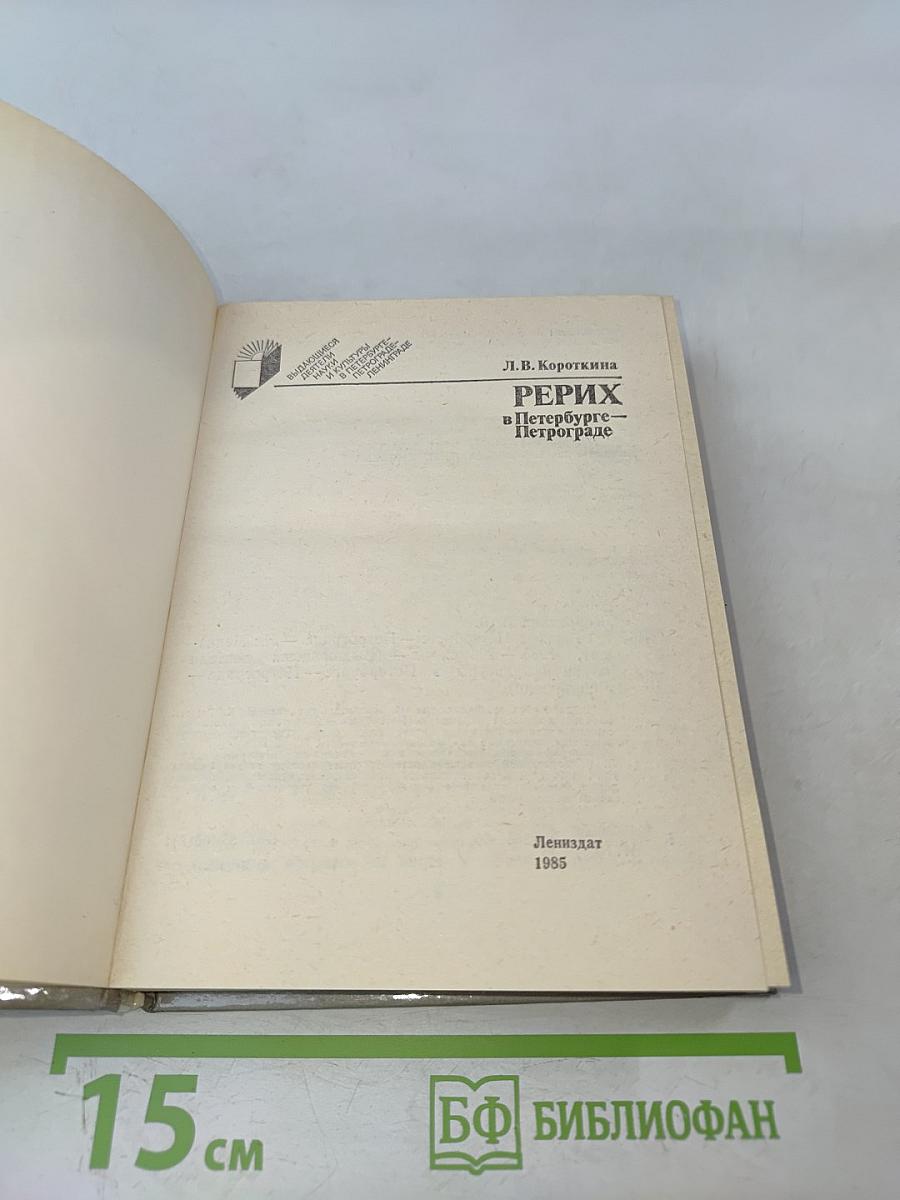 ВЫДАЮЩИЕСЯ
ДЕЯТЕЛИ
НАУКИ
И КУЛЬТУРЫ
В ПЕТЕРБУРГЕ–
ПЕТРОГРАДЕ–
ЛЕНИНГРАДЕ
Л. В. Короткина
РЕРИХ
в Петербурге—
Петрограде
Лениздат
1985
15 см
БФ БИБЛИОФАН